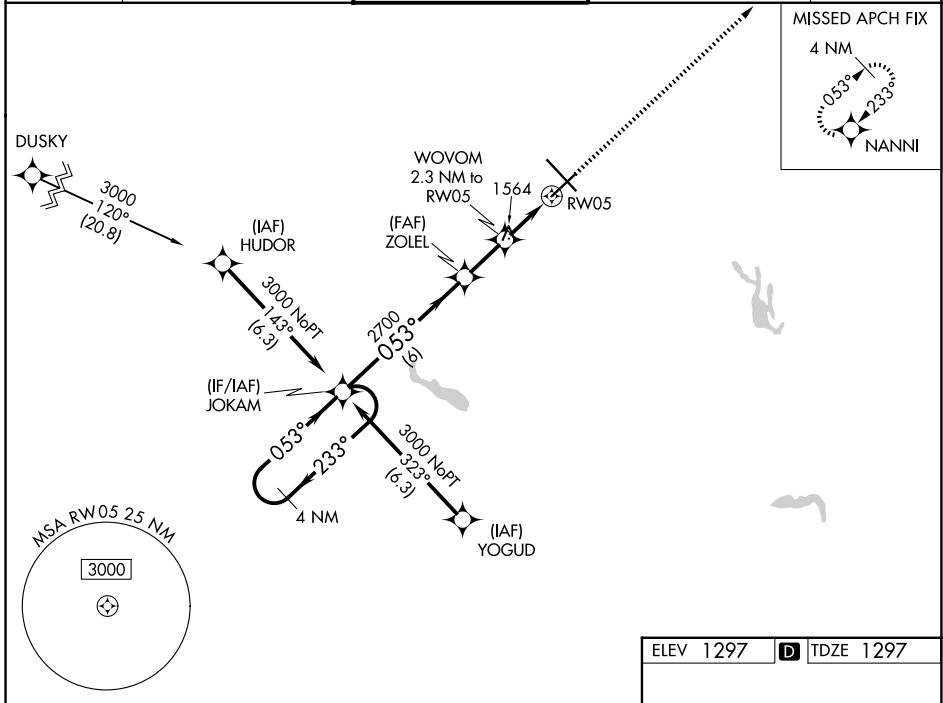 MISSED APCH FIX
4 NM
053°
233°
NANNI
DUSKY
3000
120°
(20.8)
(IAF)
HUDOR
3000 NoPT
143°
(6.3)
WOVOM
2.3 NM to
RW05
1564
RW05
(FAF)
ZOLEL
2700
053°
(6)
(IF/IAF)
JOKAM
053°
233°
4 NM
3000 NoPT
323°
(6.3)
(IAF)
YOGUD
MSA RW05 25 NM
3000
ELEV 1297 D TDZE 1297